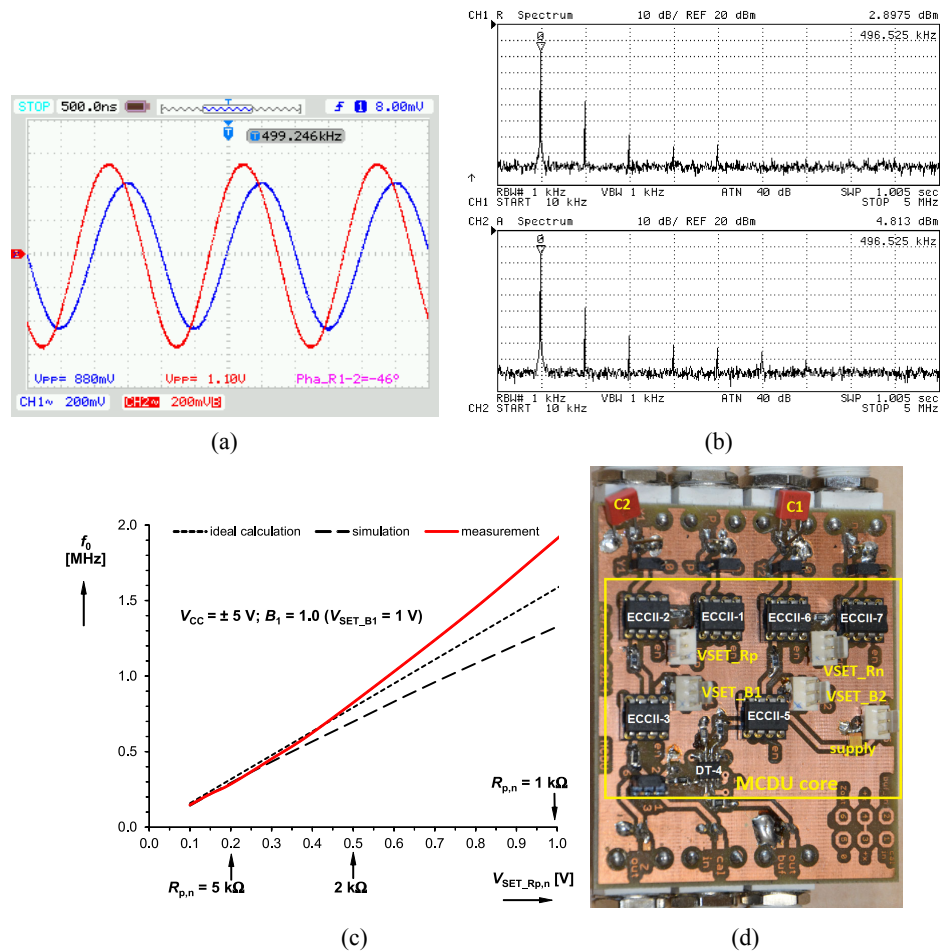 STOP 500.0ns T ƒ 1 8.00mV
T 499.246kHz
1
Vpp= 880mV Vpp= 1.10V Pha_R1-2=-46°
CH1~ 200mV CH2~ 200mVB
(a)
CH1 R Spectrum 10 dB/ REF 20 dBm 2.8975 dBm
0 496.525 kHz
RBW# 1 kHz VBW 1 kHz ATN 40 dB SWP 1.005 sec
CH1 START 10 kHz STOP 5 MHz
CH2 A Spectrum 10 dB/ REF 20 dBm 4.813 dBm
0 496.525 kHz
RBW# 1 kHz VBW 1 kHz ATN 40 dB SWP 1.005 sec
CH2 START 10 kHz STOP 5 MHz
(b)
f0
[MHz]
2.0
1.5
1.0
0.5
0.0
ideal calculation simulation measurement
VCC = ± 5 V; B1 = 1.0 (VSET_B1 = 1 V)
Rp,n = 1 kΩ
0.0 0.1 0.2 0.3 0.4 0.5 0.6 0.7 0.8 0.9 1.0
Rp,n = 5 kΩ
2 kΩ
VSET_Rp,n [V]
(c)
C2 C1
ECCII-2 ECCII-1 ECCII-6 ECCII-7
VSET_Rp VSET_Rn
VSET_B1 VSET_B2
ECCII-3 ECCII-5
supply
DT-4
MCDU core
(d)